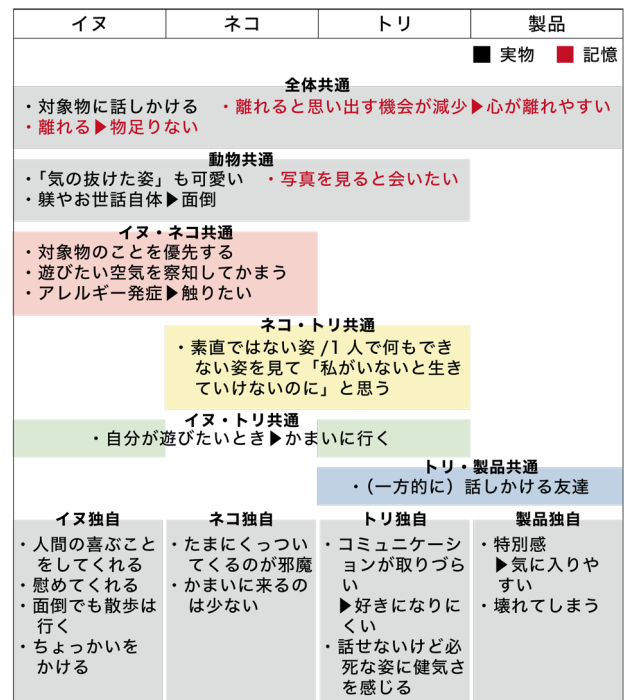 イヌ ネコ トリ 製品
■ 実物 ■ 記憶
全体共通
・対象物に話しかける ・離れると思い出す機会が減少▶心が離れやすい
・離れる▶物足りない
動物共通
・「気の抜けた姿」も可愛い ・写真を見ると会いたい
・躾やお世話自体▶面倒
イヌ・ネコ共通
・対象物のことを優先する
・遊びたい空気を察知してかまう
・アレルギー発症▶触りたい
ネコ・トリ共通
・素直ではない姿/1人で何もでき
ない姿を見て「私がいないと生き
ていけないのに」と思う
イヌ・トリ共通
・自分が遊びたいとき▶かまいに行く
トリ・製品共通
・（一方的に）話しかける友達
イヌ独自
・人間の喜ぶこと
をしてくれる
・慰めてくれる
・面倒でも散歩は
行く
・ちょっかいを
かける
ネコ独自
・たまにくっつい
てくるのが邪魔
・かまいに来るの
は少ない
トリ独自
・コミュニケーシ
ョンが取りづら
い
▶好きになりに
くい
・話せないけど必
死な姿に健気さ
を感じる
製品独自
・特別感
▶気に入りや
すい
・壊れてしまう